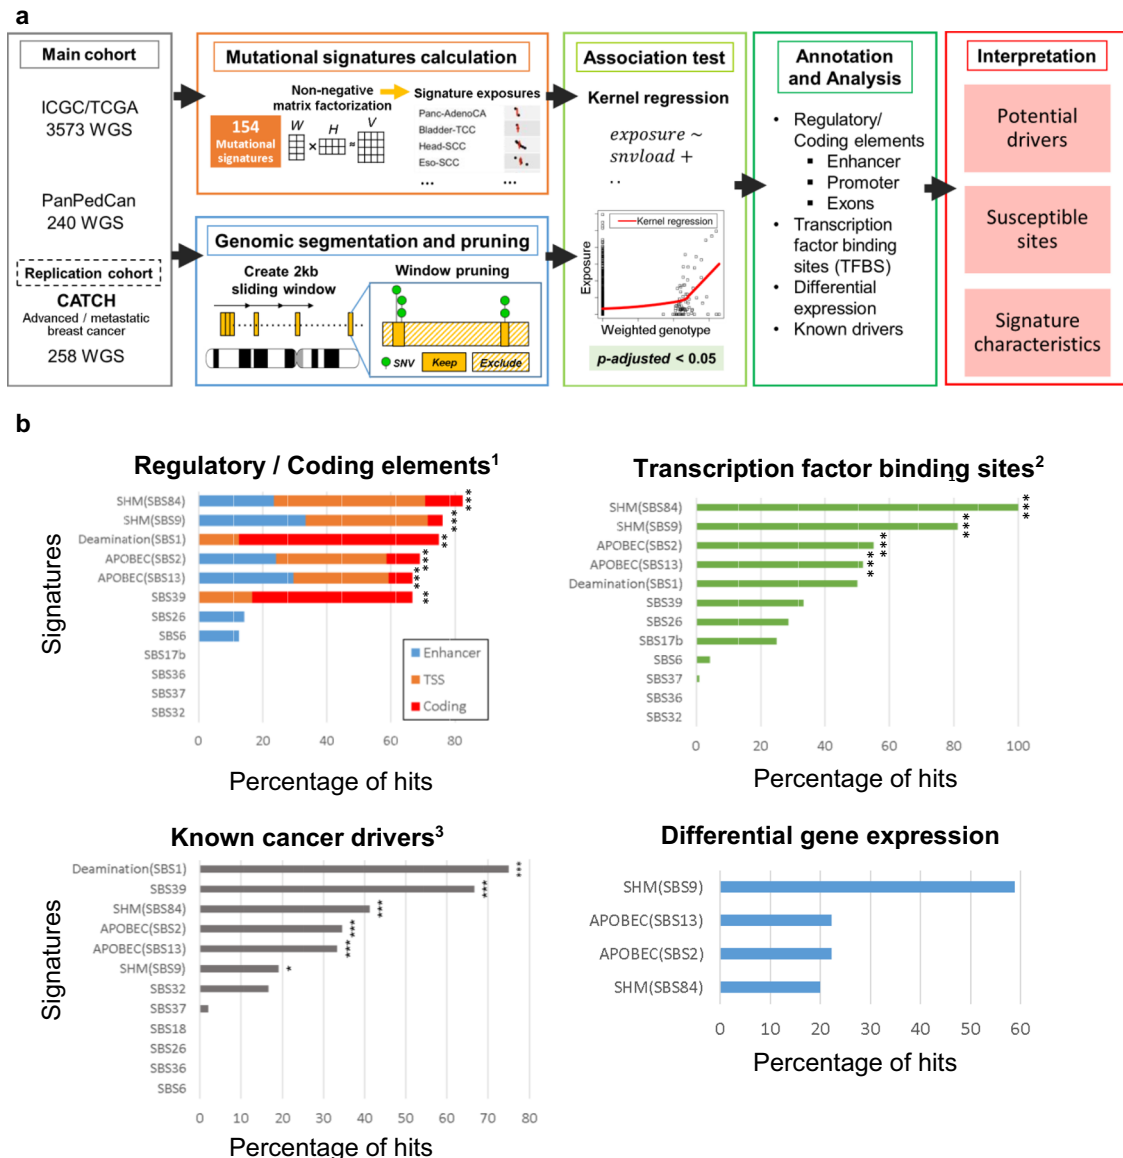 a
Main cohort
ICGC/TCGA
3573 WGS
PanPedCan
240 WGS
Replication cohort
CATCH
Advanced / metastatic
breast cancer
258 WGS
Mutational signatures calculation
Non-negative
matrix factorization
Signature exposures
154
Mutational
signatures
W
H
V
×
≈
Panc-AdenoCA
Bladder-TCC
Head-SCC
Eso-SCC
... ...
Genomic segmentation and pruning
Create 2kb
sliding window
Window pruning
SNV
Keep
Exclude
Association test
Kernel regression
exposure ~
snvload +
. .
Kernel regression
Exposure
Weighted genotype
p-adjusted < 0.05
Annotation
and Analysis
• Regulatory/
Coding elements
▪ Enhancer
▪ Promoter
▪ Exons
• Transcription
factor binding
sites (TFBS)
• Differential
expression
• Known drivers
Interpretation
Potential
drivers
Susceptible
sites
Signature
characteristics
b
Regulatory / Coding elements¹
Signatures
SHM(SBS84) ***
SHM(SBS9) ***
Deamination(SBS1) **
APOBEC(SBS2) ***
APOBEC(SBS13) ***
SBS39 **
SBS26
SBS6
SBS17b
SBS36
SBS37
SBS32
Enhancer
TSS
Coding
0 20 40 60 80
Percentage of hits
Transcription factor binding sites²
SHM(SBS84) ***
SHM(SBS9) ***
APOBEC(SBS2) ***
APOBEC(SBS13) ***
Deamination(SBS1)
SBS39
SBS26
SBS17b
SBS6
SBS37
SBS36
SBS32
0 20 40 60 80 100
Percentage of hits
Known cancer drivers³
Signatures
Deamination(SBS1) ***
SBS39 ***
SHM(SBS84) ***
APOBEC(SBS2) ***
APOBEC(SBS13) ***
SHM(SBS9) *
SBS32
SBS37
SBS18
SBS26
SBS36
SBS6
0 10 20 30 40 50 60 70 80
Percentage of hits
Differential gene expression
SHM(SBS9)
APOBEC(SBS13)
APOBEC(SBS2)
SHM(SBS84)
0 10 20 30 40 50 60
Percentage of hits